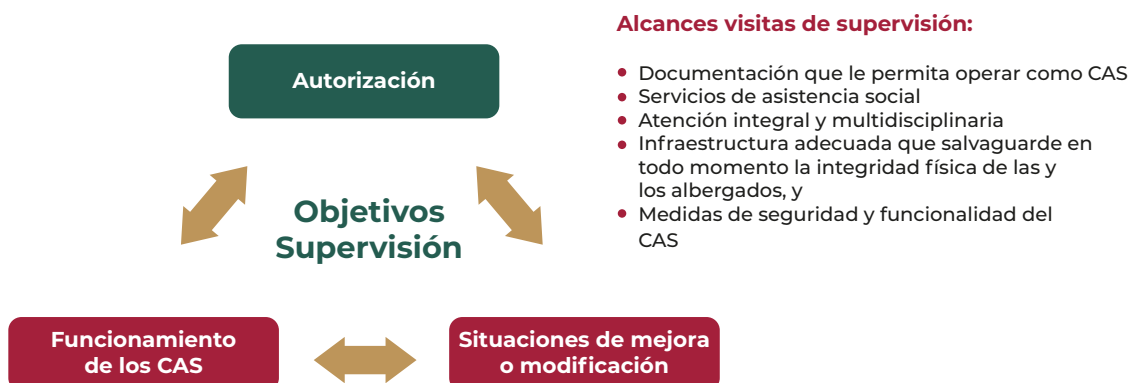 Autorización
Objetivos
Supervisión
Funcionamiento
de los CAS
Situaciones de mejora
o modificación
Alcances visitas de supervisión:
• Documentación que le permita operar como CAS
• Servicios de asistencia social
• Atención integral y multidisciplinaria
• Infraestructura adecuada que salvaguarde en
todo momento la integridad física de las y
los albergados, y
• Medidas de seguridad y funcionalidad del
CAS